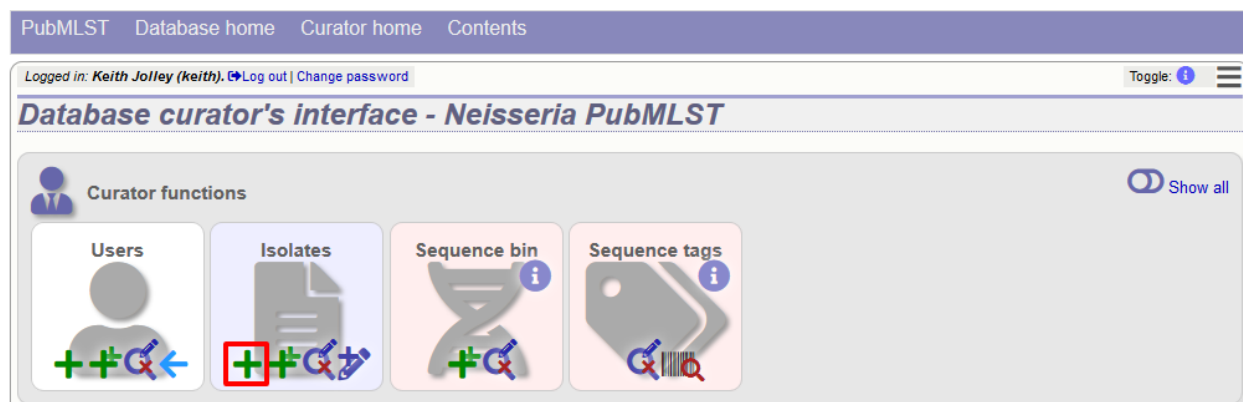 PubMLST Database home Curator home Contents
Logged in: Keith Jolley (keith). Log out | Change password Toggle: i
Database curator's interface - Neisseria PubMLST
Curator functions Show all
Users Isolates Sequence bin Sequence tags
i i